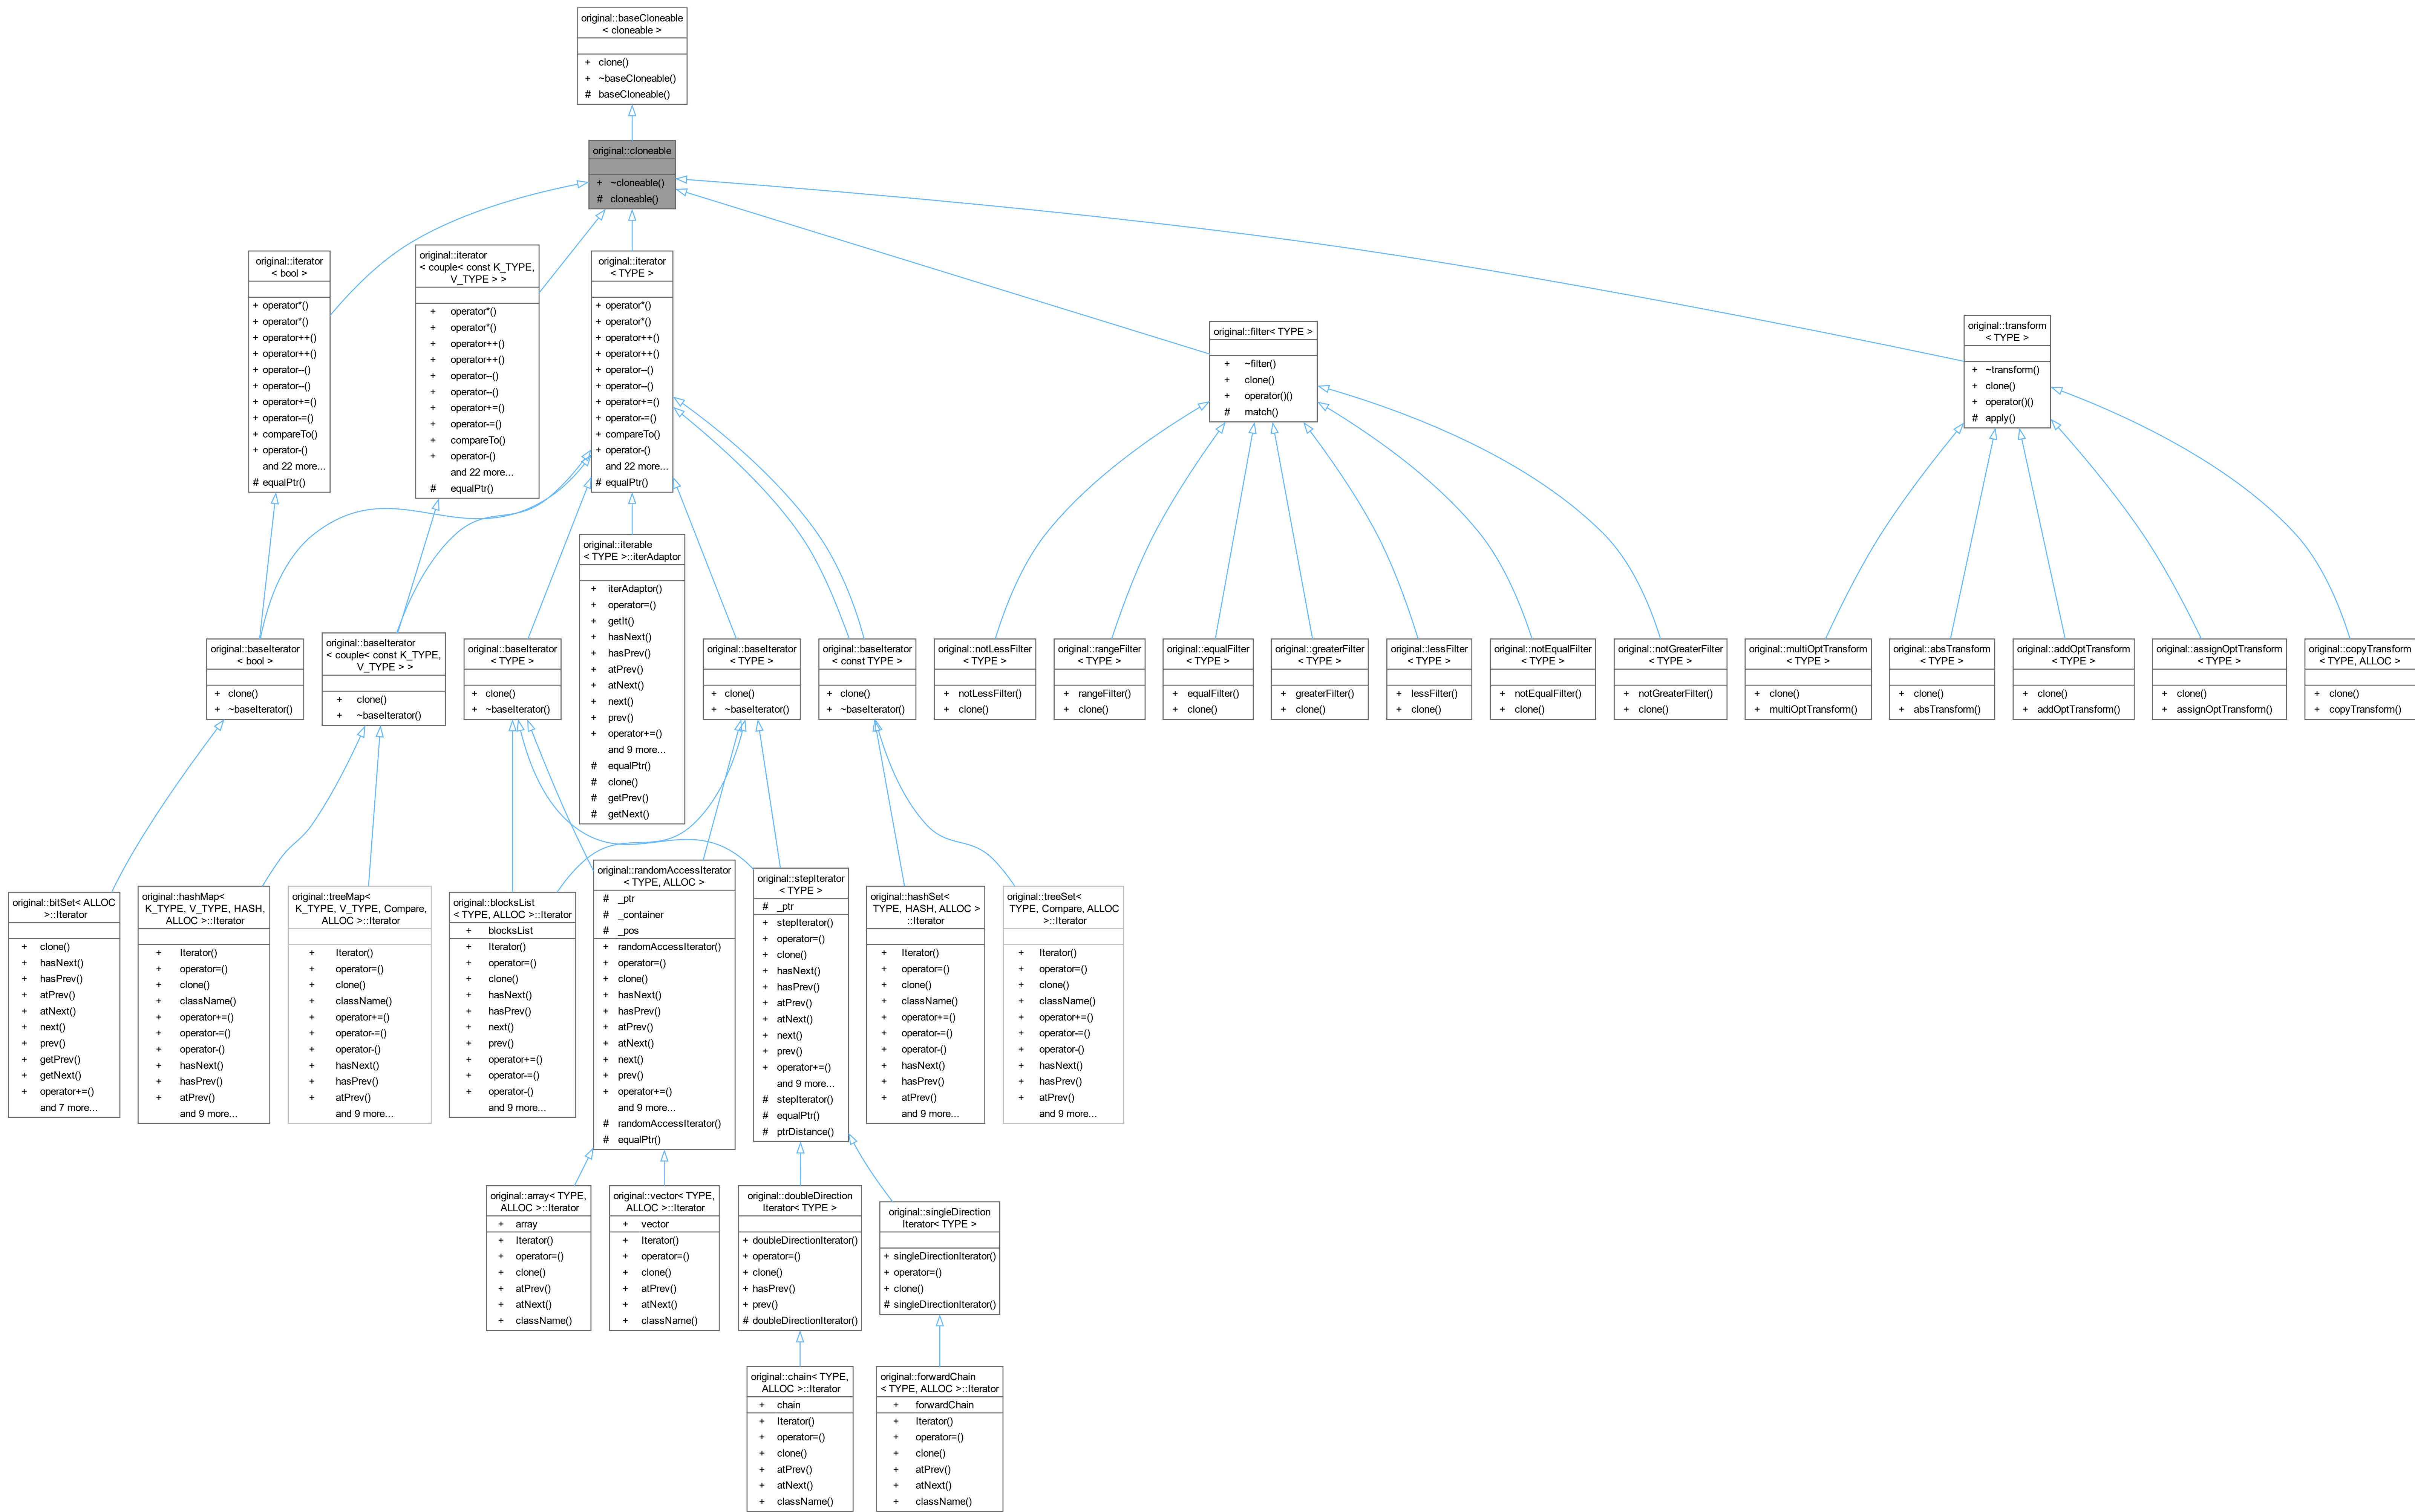 original::baseCloneable
< cloneable >
+ clone()
+ ~baseCloneable()
# baseCloneable()
original::cloneable
+ ~cloneable()
# cloneable()
original::iterator
< bool >
+ operator*()
+ operator*()
+ operator++()
+ operator++()
+ operator--()
+ operator--()
+ operator+=()
+ operator-=()
+ compareTo()
+ operator-()
and 22 more...
# equalPtr()
original::iterator
< couple< const K_TYPE,
V_TYPE > >
+ operator*()
+ operator*()
+ operator++()
+ operator++()
+ operator--()
+ operator--()
+ operator+=()
+ operator-=()
+ compareTo()
+ operator-()
and 22 more...
# equalPtr()
original::iterator
< TYPE >
+ operator*()
+ operator*()
+ operator++()
+ operator++()
+ operator--()
+ operator--()
+ operator+=()
+ operator-=()
+ compareTo()
+ operator-()
and 22 more...
# equalPtr()
original::filter< TYPE >
+ ~filter()
+ clone()
+ operator()()
# match()
original::transform
< TYPE >
+ ~transform()
+ clone()
+ operator()()
# apply()
original::iterable
< TYPE >::iterAdaptor
+ iterAdaptor()
+ operator=()
+ getIt()
+ hasNext()
+ hasPrev()
+ atPrev()
+ atNext()
+ next()
+ prev()
+ operator+=()
and 9 more...
# equalPtr()
# clone()
# getPrev()
# getNext()
original::baseIterator
< bool >
+ clone()
+ ~baseIterator()
original::baseIterator
< couple< const K_TYPE,
V_TYPE > >
+ clone()
+ ~baseIterator()
original::baseIterator
< TYPE >
+ clone()
+ ~baseIterator()
original::baseIterator
< TYPE >
+ clone()
+ ~baseIterator()
original::baseIterator
< const TYPE >
+ clone()
+ ~baseIterator()
original::notLessFilter
< TYPE >
+ notLessFilter()
+ clone()
original::rangeFilter
< TYPE >
+ rangeFilter()
+ clone()
original::equalFilter
< TYPE >
+ equalFilter()
+ clone()
original::greaterFilter
< TYPE >
+ greaterFilter()
+ clone()
original::lessFilter
< TYPE >
+ lessFilter()
+ clone()
original::notEqualFilter
< TYPE >
+ notEqualFilter()
+ clone()
original::notGreaterFilter
< TYPE >
+ notGreaterFilter()
+ clone()
original::multiOptTransform
< TYPE >
+ clone()
+ multiOptTransform()
original::absTransform
< TYPE >
+ clone()
+ absTransform()
original::addOptTransform
< TYPE >
+ clone()
+ addOptTransform()
original::assignOptTransform
< TYPE >
+ clone()
+ assignOptTransform()
original::copyTransform
< TYPE, ALLOC >
+ clone()
+ copyTransform()
original::bitSet< ALLOC
>::Iterator
+ clone()
+ hasNext()
+ hasPrev()
+ atPrev()
+ atNext()
+ next()
+ prev()
+ getPrev()
+ getNext()
+ operator+=()
and 7 more...
original::hashMap<
K_TYPE, V_TYPE, HASH,
ALLOC >::Iterator
+ Iterator()
+ operator=()
+ clone()
+ className()
+ operator+=()
+ operator-=()
+ operator-()
+ hasNext()
+ hasPrev()
+ atPrev()
and 9 more...
original::treeMap<
K_TYPE, V_TYPE, Compare,
ALLOC >::Iterator
+ Iterator()
+ operator=()
+ clone()
+ className()
+ operator+=()
+ operator-=()
+ operator-()
+ hasNext()
+ hasPrev()
+ atPrev()
and 9 more...
original::blocksList
< TYPE, ALLOC >::Iterator
+ blocksList
+ Iterator()
+ operator=()
+ clone()
+ hasNext()
+ hasPrev()
+ next()
+ prev()
+ operator+=()
+ operator-=()
+ operator-()
and 9 more...
original::randomAccessIterator
< TYPE, ALLOC >
# _ptr
# _container
# _pos
+ randomAccessIterator()
+ operator=()
+ clone()
+ hasNext()
+ hasPrev()
+ atPrev()
+ atNext()
+ next()
+ prev()
+ operator+=()
and 9 more...
# randomAccessIterator()
# equalPtr()
original::stepIterator
< TYPE >
# _ptr
+ stepIterator()
+ operator=()
+ clone()
+ hasNext()
+ hasPrev()
+ atPrev()
+ atNext()
+ next()
+ prev()
+ operator+=()
and 9 more...
# stepIterator()
# equalPtr()
# ptrDistance()
original::hashSet<
TYPE, HASH, ALLOC >
::Iterator
+ Iterator()
+ operator=()
+ clone()
+ className()
+ operator+=()
+ operator-=()
+ operator-()
+ hasNext()
+ hasPrev()
+ atPrev()
and 9 more...
original::treeSet<
TYPE, Compare, ALLOC
>::Iterator
+ Iterator()
+ operator=()
+ clone()
+ className()
+ operator+=()
+ operator-=()
+ operator-()
+ hasNext()
+ hasPrev()
+ atPrev()
and 9 more...
original::array< TYPE,
ALLOC >::Iterator
+ array
+ Iterator()
+ operator=()
+ clone()
+ atPrev()
+ atNext()
+ className()
original::vector< TYPE,
ALLOC >::Iterator
+ vector
+ Iterator()
+ operator=()
+ clone()
+ atPrev()
+ atNext()
+ className()
original::doubleDirection
Iterator< TYPE >
+ doubleDirectionIterator()
+ operator=()
+ clone()
+ hasPrev()
+ prev()
# doubleDirectionIterator()
original::singleDirection
Iterator< TYPE >
+ singleDirectionIterator()
+ operator=()
+ clone()
# singleDirectionIterator()
original::chain< TYPE,
ALLOC >::Iterator
+ chain
+ Iterator()
+ operator=()
+ clone()
+ atPrev()
+ atNext()
+ className()
original::forwardChain
< TYPE, ALLOC >::Iterator
+ forwardChain
+ Iterator()
+ operator=()
+ clone()
+ atPrev()
+ atNext()
+ className()